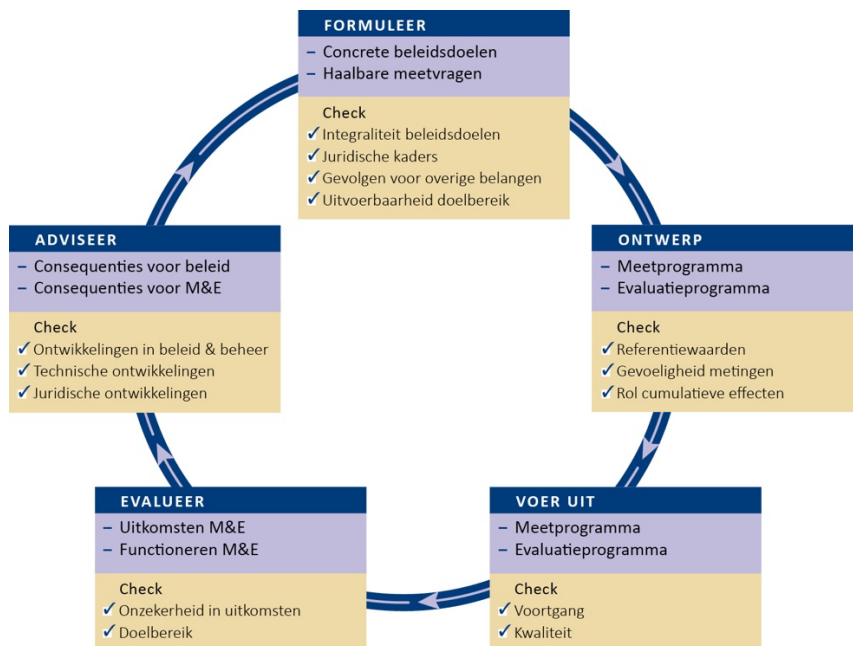 FORMULEER
– Concrete beleidsdoelen
– Haalbare meetvragen
Check
✓ Integraliteit beleidsdoelen
✓ Juridische kaders
✓ Gevolgen voor overige belangen
✓ Uitvoerbaarheid doelbereik
ONTWERP
– Meetprogramma
– Evaluatieprogramma
Check
✓ Referentiewaarden
✓ Gevoeligheid metingen
✓ Rol cumulatieve effecten
VOER UIT
– Meetprogramma
– Evaluatieprogramma
Check
✓ Voortgang
✓ Kwaliteit
EVALUEER
– Uitkomsten M&E
– Functioneren M&E
Check
✓ Onzekerheid in uitkomsten
✓ Doelbereik
ADVISEER
– Consequenties voor beleid
– Consequenties voor M&E
Check
✓ Ontwikkelingen in beleid & beheer
✓ Technische ontwikkelingen
✓ Juridische ontwikkelingen